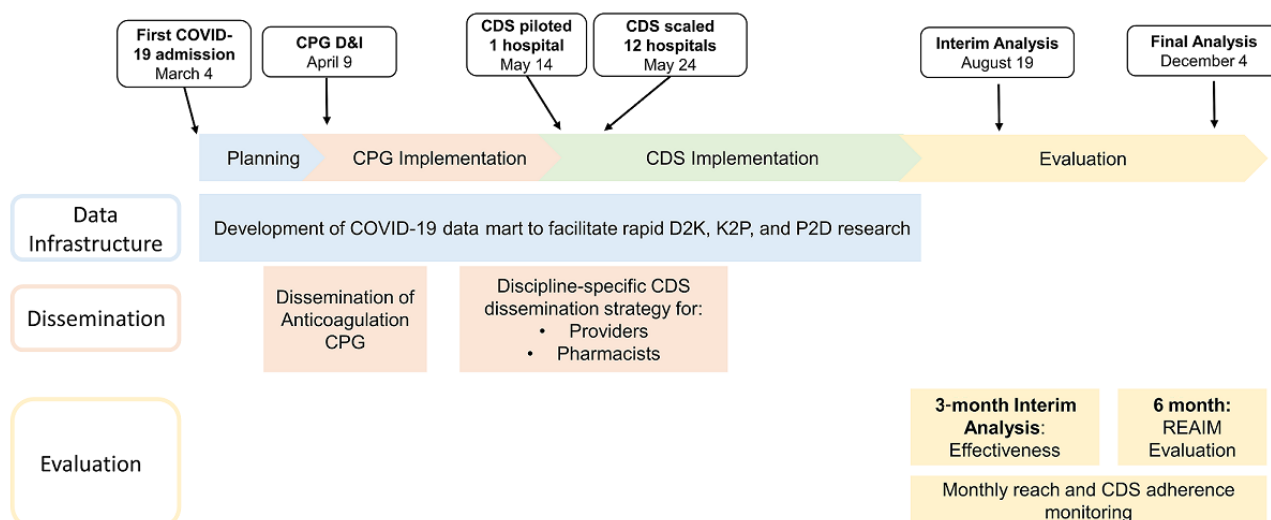 First COVID-
19 admission
March 4
CPG D&I
April 9
CDS piloted
1 hospital
May 14
CDS scaled
12 hospitals
May 24
Interim Analysis
August 19
Final Analysis
December 4
Planning
CPG Implementation
CDS Implementation
Evaluation
Data
Infrastructure
Development of COVID-19 data mart to facilitate rapid D2K, K2P, and P2D research
Dissemination
Dissemination of
Anticoagulation
CPG
Discipline-specific CDS
dissemination strategy for:
• Providers
• Pharmacists
Evaluation
3-month Interim
Analysis:
Effectiveness
6 month:
REAIM
Evaluation
Monthly reach and CDS adherence
monitoring